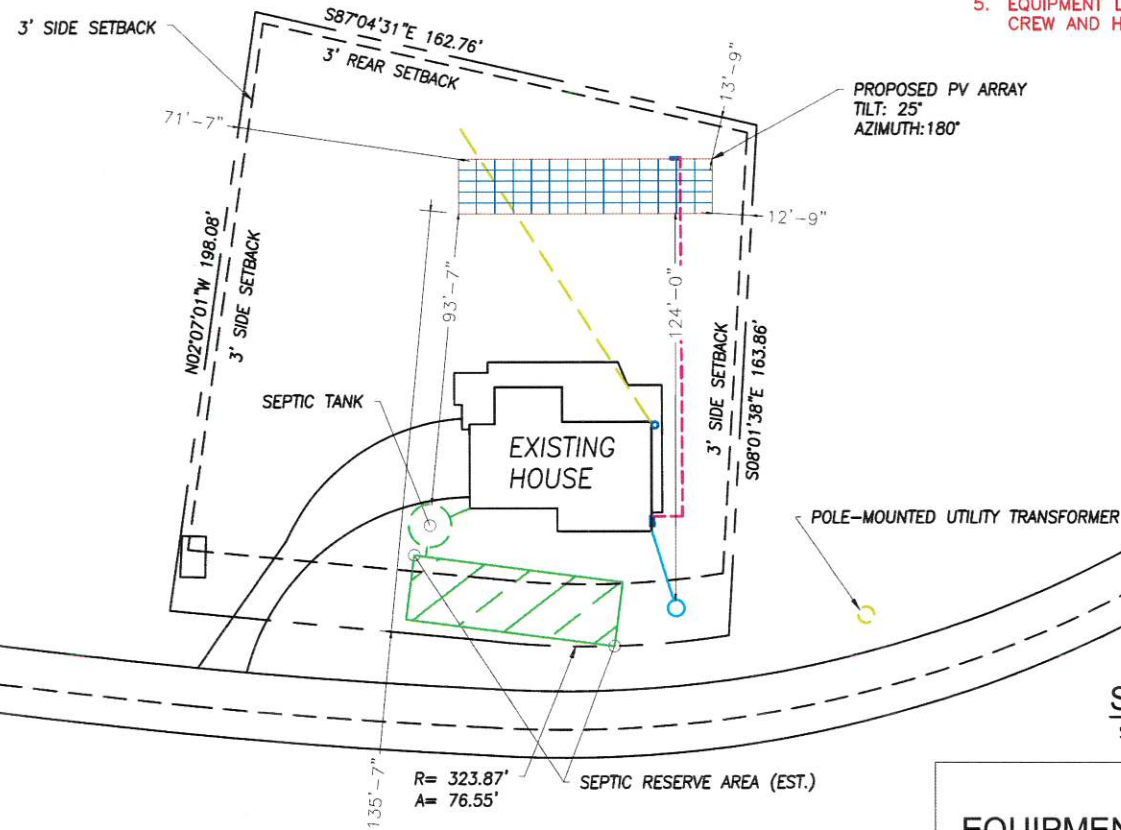 3' SIDE SETBACK
S87°04'31"E 162.76'
3' REAR SETBACK
5. EQUIPMENT
CREW AND
13'-9"
PROPOSED PV ARRAY
TILT: 25°
AZIMUTH:180°
71'-7"
12'-9"
N02°07'01"W 198.08'
3' SIDE SETBACK
93'-7"
124'-0"
3' SIDE SETBACK
S08°01'38"E 163.86'
SEPTIC TANK
EXISTING
HOUSE
POLE-MOUNTED UTILITY TRANSFORMER
135'-7"
R= 323.87'
A= 76.55'
SEPTIC RESERVE AREA (EST.)